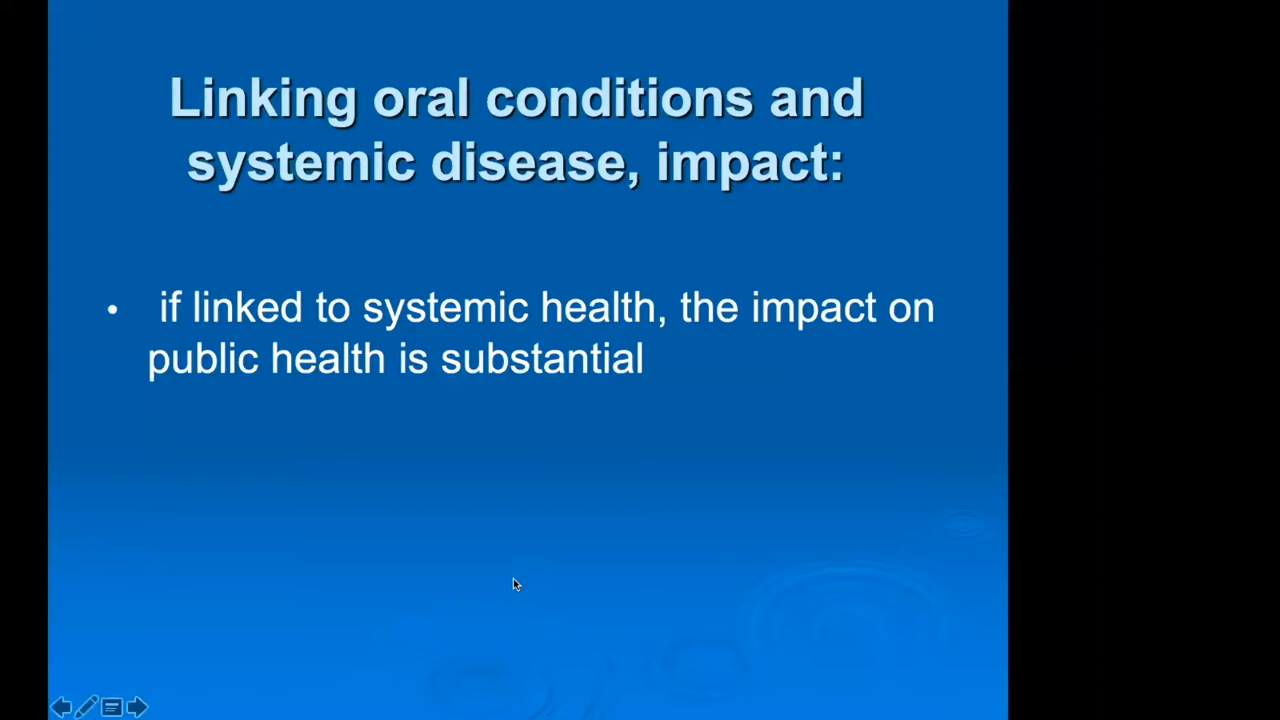 Linking oral conditions and
systemic disease, impact:
• if linked to systemic health, the impact on
public health is substantial